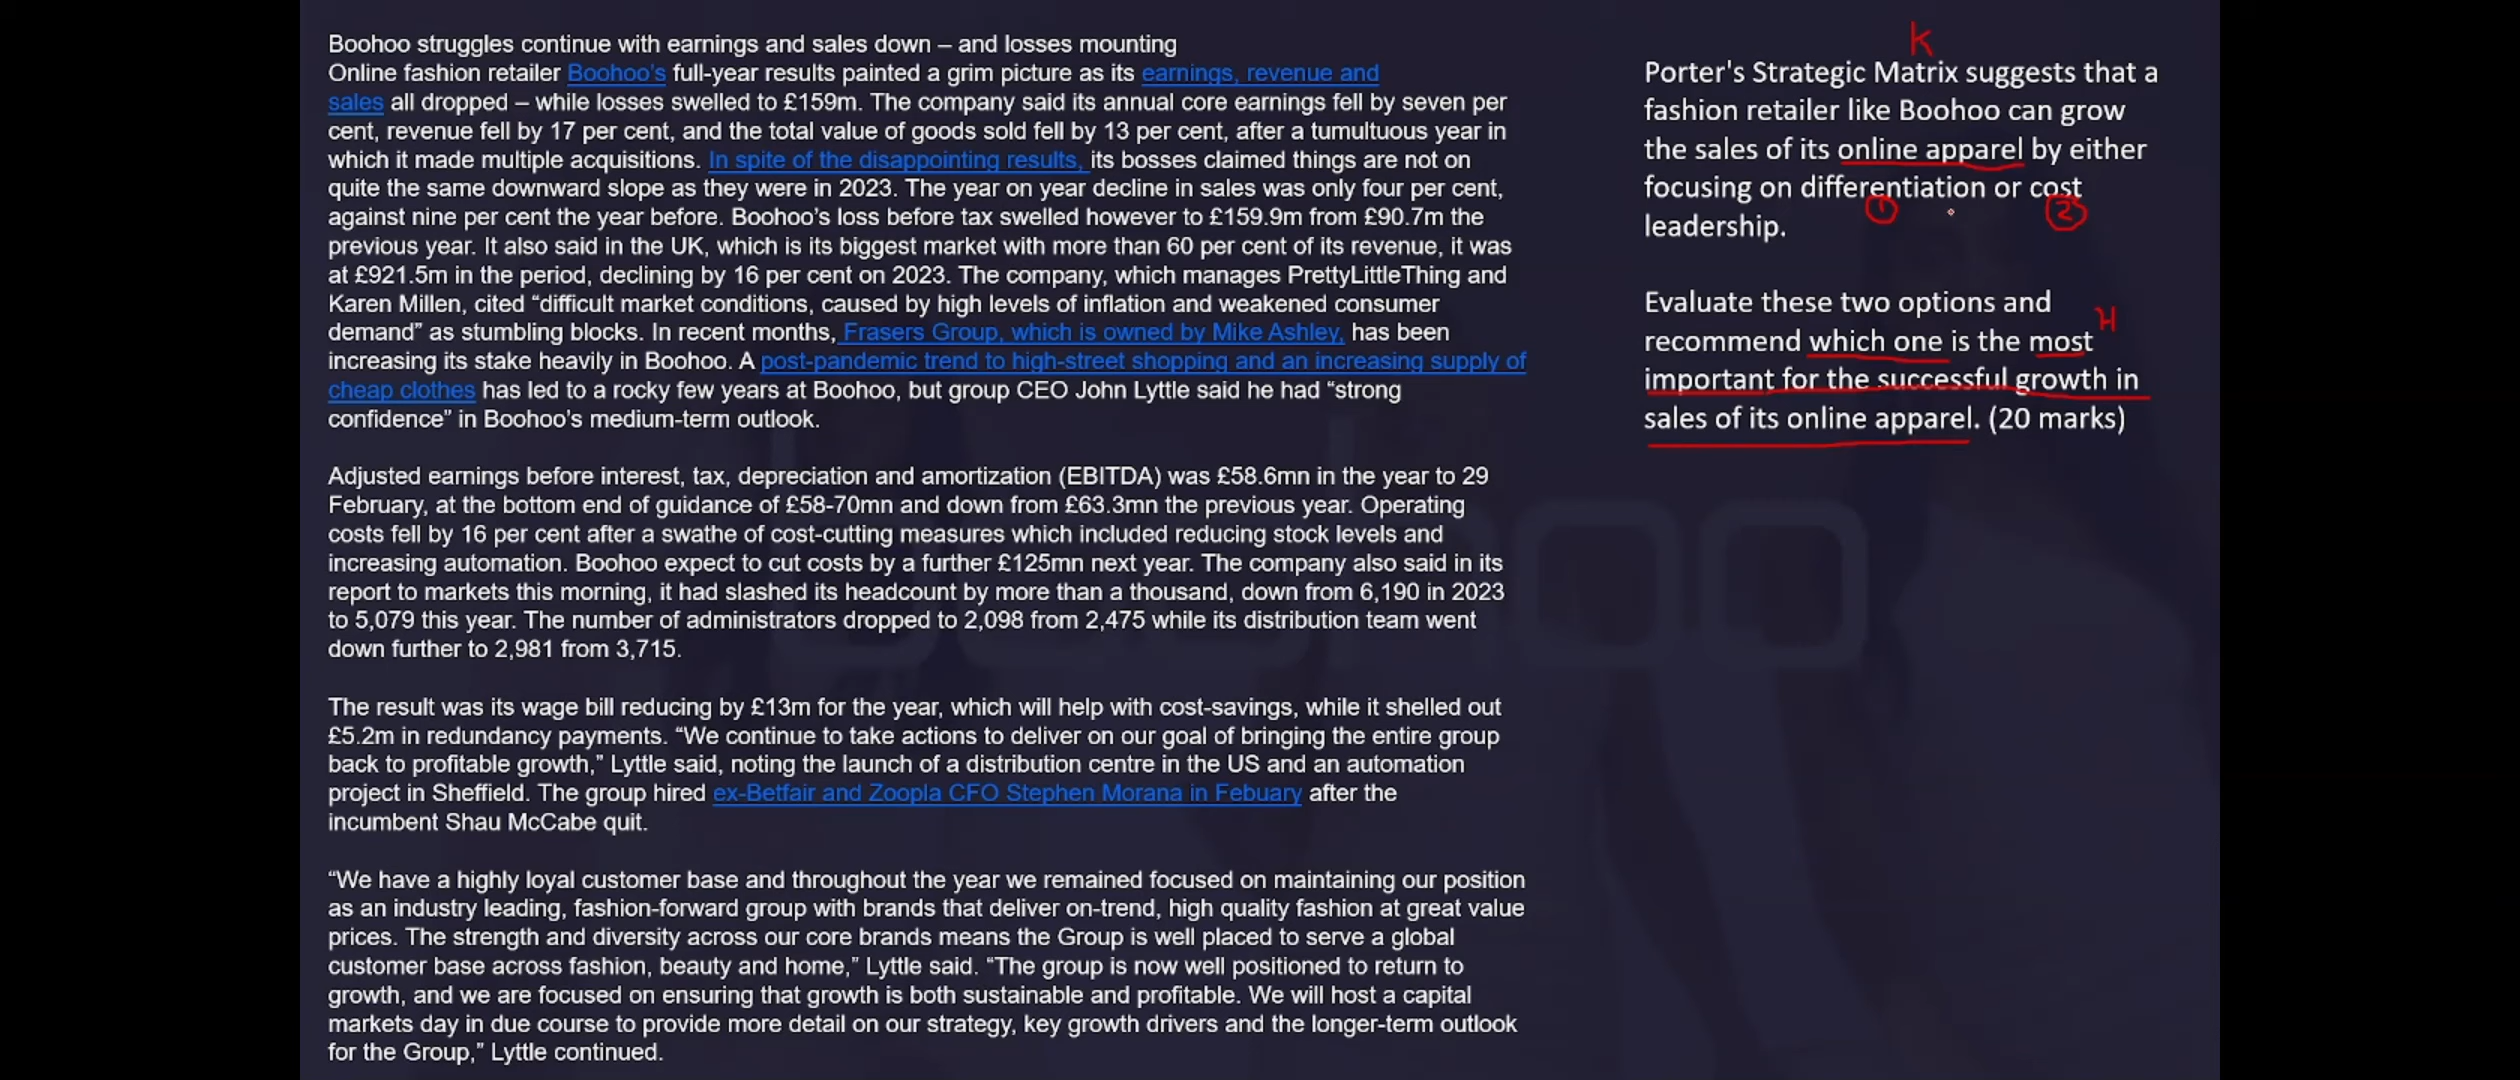 Boohoo struggles continue with earnings and sales down – and losses mounting
Online fashion retailer Boohoo's full-year results painted a grim picture as its earnings, revenue and
sales all dropped – while losses swelled to £159m. The company said its annual core earnings fell by seven per
cent, revenue fell by 17 per cent, and the total value of goods sold fell by 13 per cent, after a tumultuous year in
which it made multiple acquisitions. In spite of the disappointing results, its bosses claimed things are not on
quite the same downward slope as they were in 2023. The year on year decline in sales was only four per cent,
against nine per cent the year before. Boohoo's loss before tax swelled however to £159.9m from £90.7m the
previous year. It also said in the UK, which is its biggest market with more than 60 per cent of its revenue, it was
at £921.5m in the period, declining by 16 per cent on 2023. The company, which manages PrettyLittleThing and
Karen Millen, cited “difficult market conditions, caused by high levels of inflation and weakened consumer
demand” as stumbling blocks. In recent months, Frasers Group, which is owned by Mike Ashley, has been
increasing its stake heavily in Boohoo. A post-pandemic trend to high-street shopping and an increasing supply of
cheap clothes has led to a rocky few years at Boohoo, but group CEO John Lyttle said he had “strong
confidence” in Boohoo's medium-term outlook.
Adjusted earnings before interest, tax, depreciation and amortization (EBITDA) was £58.6mn in the year to 29
February, at the bottom end of guidance of £58-70mn and down from £63.3mn the previous year. Operating
costs fell by 16 per cent after a swathe of cost-cutting measures which included reducing stock levels and
increasing automation. Boohoo expect to cut costs by a further £125mn next year. The company also said in its
report to markets this morning, it had slashed its headcount by more than a thousand, down from 6,190 in 2023
to 5,079 this year. The number of administrators dropped to 2,098 from 2,475 while its distribution team went
down further to 2,981 from 3,715.
The result was its wage bill reducing by £13m for the year, which will help with cost-savings, while it shelled out
£5.2m in redundancy payments. “We continue to take actions to deliver on our goal of bringing the entire group
back to profitable growth,” Lyttle said, noting the launch of a distribution centre in the US and an automation
project in Sheffield. The group hired ex-Betfair and Zoopla CFO Stephen Morana in Febuary after the
incumbent Shau McCabe quit.
“We have a highly loyal customer base and throughout the year we remained focused on maintaining our position
as an industry leading, fashion-forward group with brands that deliver on-trend, high quality fashion at great value
prices. The strength and diversity across our core brands means the Group is well placed to serve a global
customer base across fashion, beauty and home,” Lyttle said. “The group is now well positioned to return to
growth, and we are focused on ensuring that growth is both sustainable and profitable. We will host a capital
markets day in due course to provide more detail on our strategy, key growth drivers and the longer-term outlook
for the Group,” Lyttle continued.
K
Porter's Strategic Matrix suggests that a
fashion retailer like Boohoo can grow
the sales of its online apparel by either
focusing on differentiation or cost
1 2
leadership.
Evaluate these two options and
recommend which one is the most
important for the successful growth in
sales of its online apparel. (20 marks)
boohoo